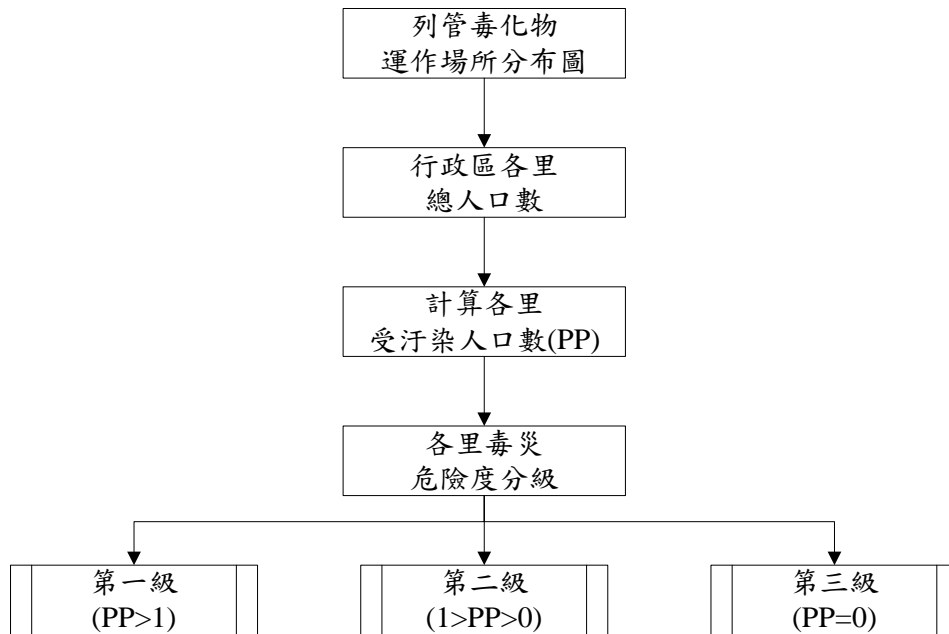 列管毒化物
運作場所分布圖
行政區各里
總人口數
計算各里
受汙染人口數(PP)
各里毒災
危險度分級
第一級
(PP>1)
第二級
(1>PP>0)
第三級
(PP=0)